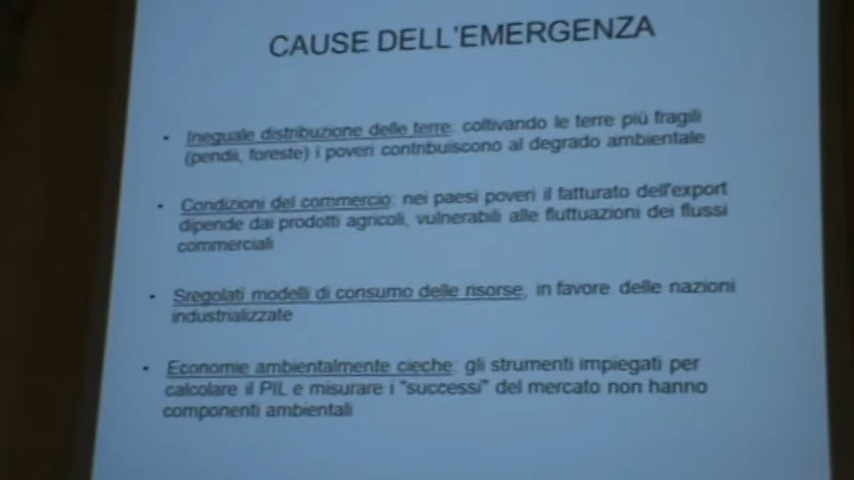 CAUSE DELL'EMERGENZA
• Ineguale distribuzione delle terre: coltivando le terre più fragili
(pendii, foreste) i poveri contribuiscono al degrado ambientale
• Condizioni del commercio: nei paesi poveri il fatturato dell'export
dipende dai prodotti agricoli, vulnerabili alle fluttuazioni dei flussi
commerciali
• Sregolati modelli di consumo delle risorse, in favore delle nazioni
industrializzate
• Economie ambientalmente cieche: gli strumenti impiegati per
calcolare il PIL e misurare i "successi" del mercato non hanno
componenti ambientali